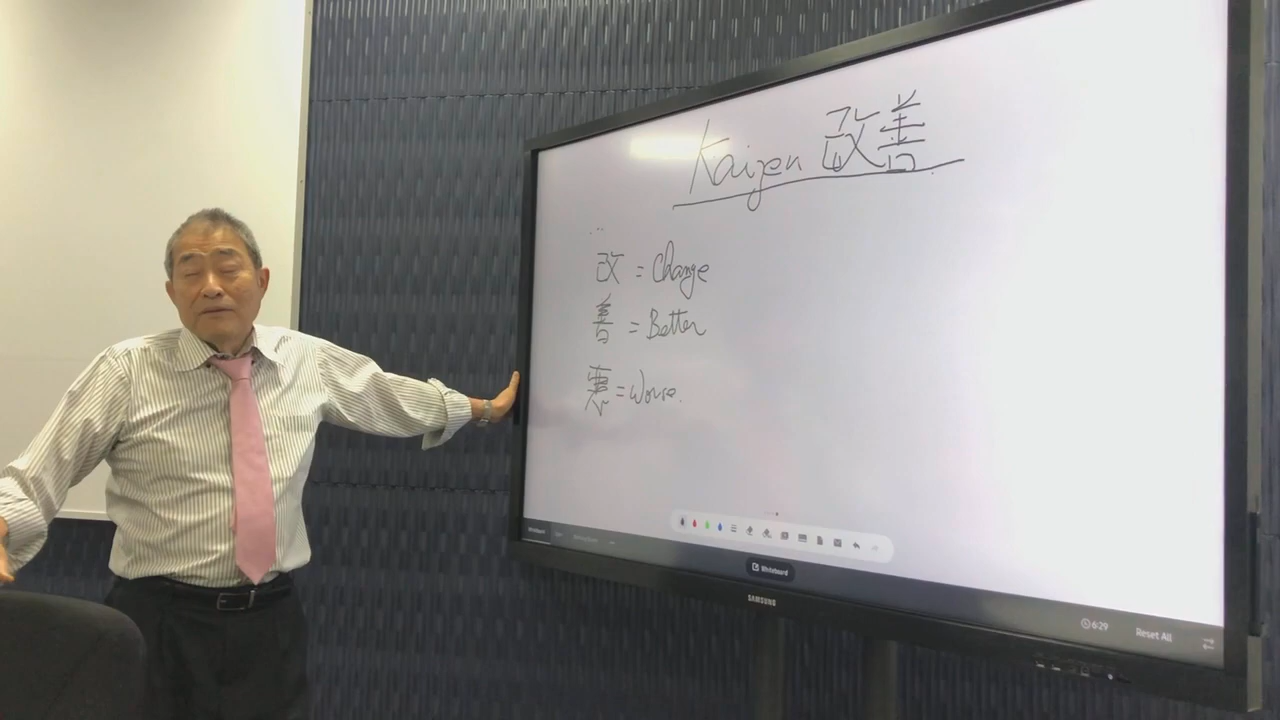 Kaizen 改善
改 = Change
善 = Better
悪 = Worse.
Whiteboard
SAMSUNG
6:29
Reset All